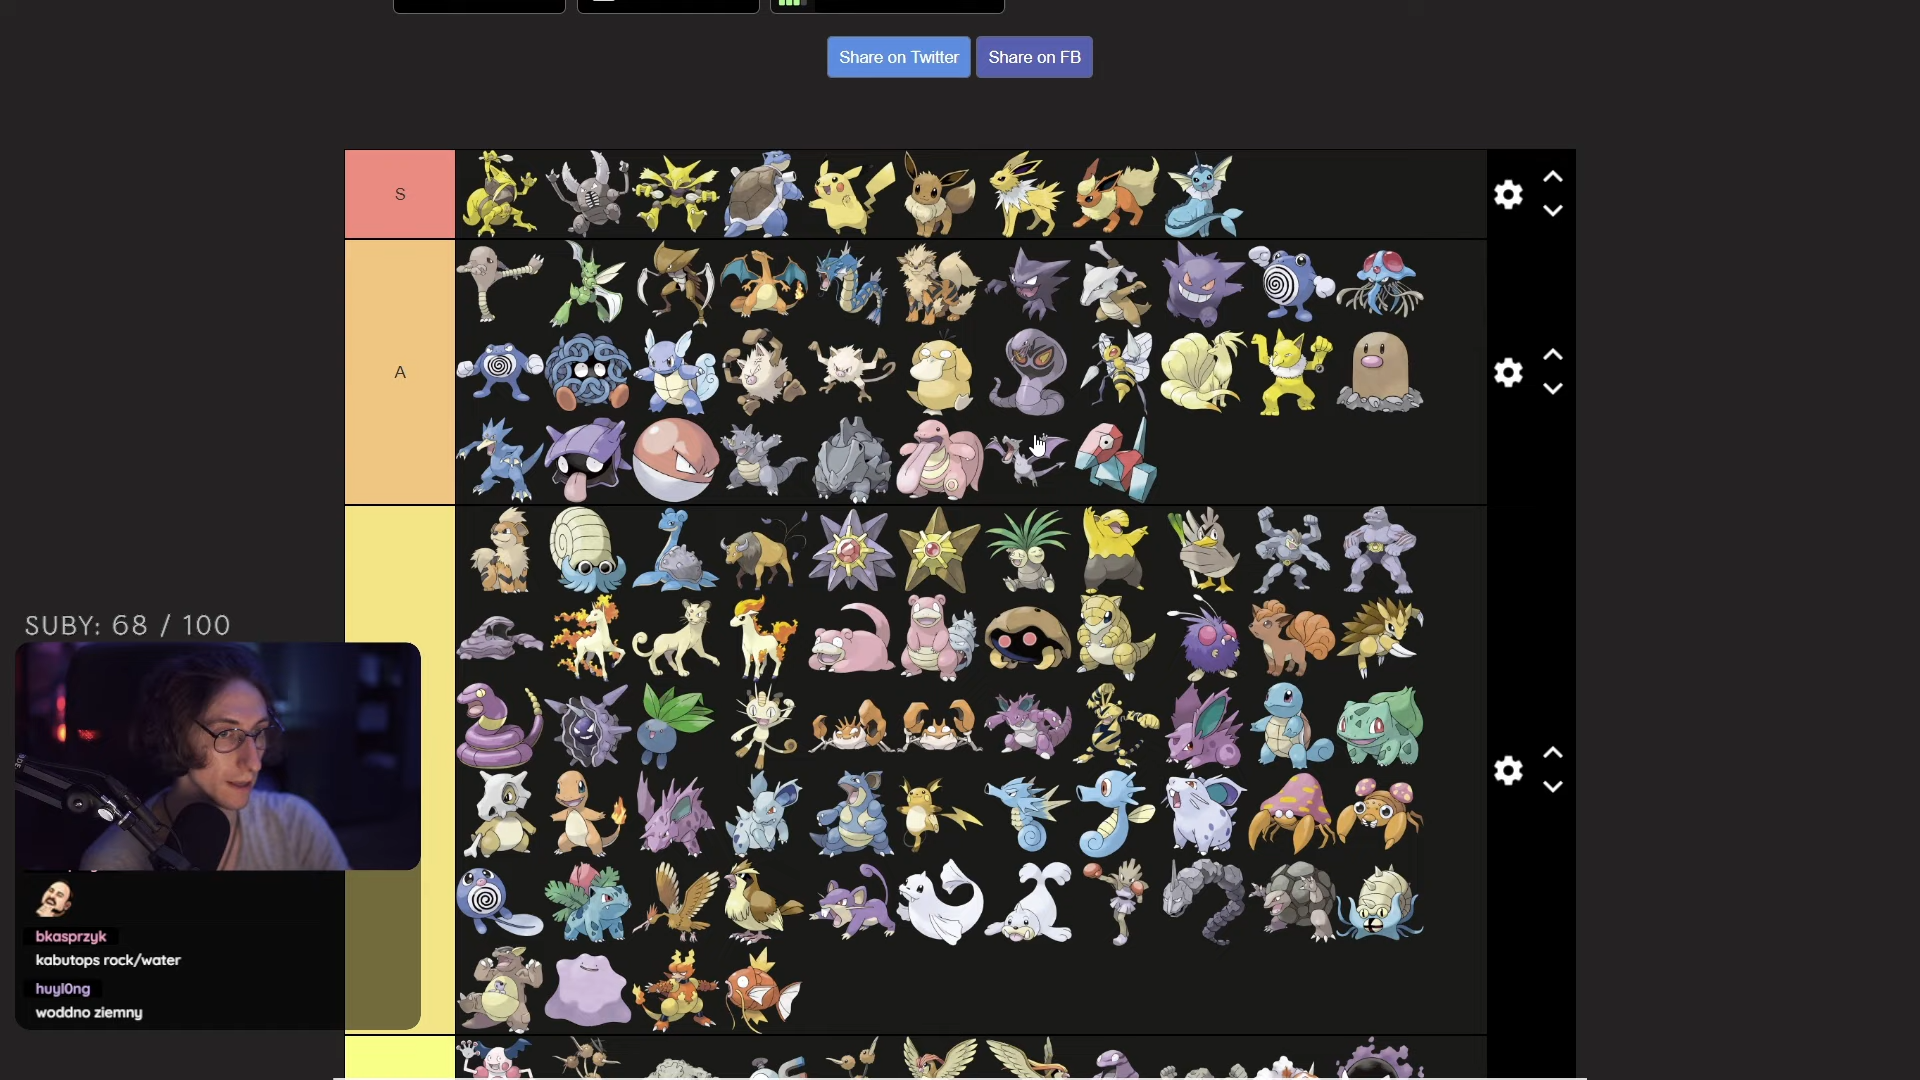 Share on Twitter
Share on FB
S
A
SUBY: 68 / 100
bkasprzyk
kabutops rock/water
huyl0ng
woddno ziemny